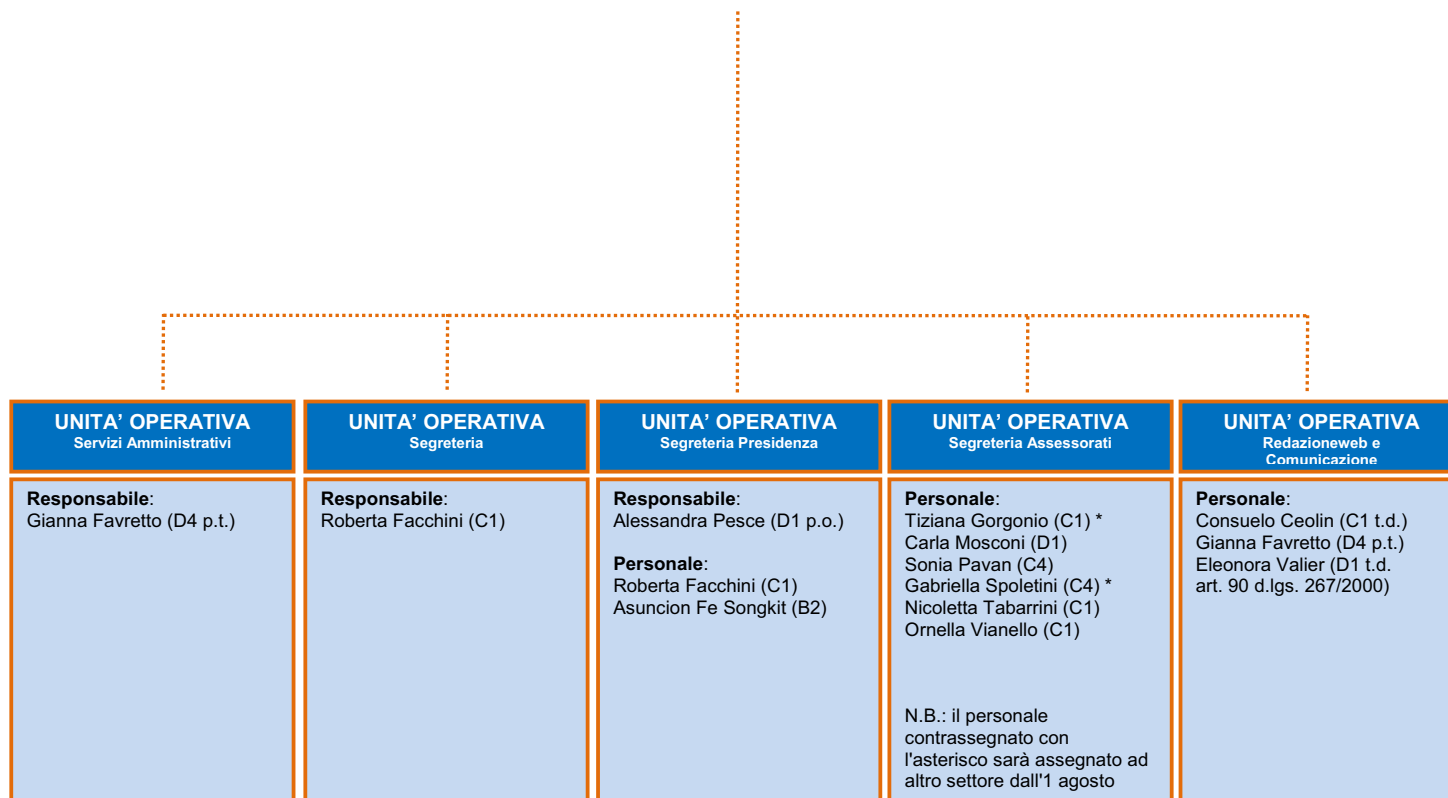 UNITA' OPERATIVA
Servizi Amministrativi
Responsabile:
Gianna Favretto (D4 p.t.)
UNITA' OPERATIVA
Segreteria
Responsabile:
Roberta Facchini (C1)
UNITA' OPERATIVA
Segreteria Presidenza
Responsabile:
Alessandra Pesce (D1 p.o.)
Personale:
Roberta Facchini (C1)
Asuncion Fe Songkit (B2)
UNITA' OPERATIVA
Segreteria Assessorati
Personale:
Tiziana Gorgonio (C1) *
Carla Mosconi (D1)
Sonia Pavan (C4)
Gabriella Spoletini (C4) *
Nicoletta Tabarrini (C1)
Ornella Vianello (C1)
N.B.: il personale
contrassegnato con
l'asterisco sarà assegnato ad
altro settore dall'1 agosto
UNITA' OPERATIVA
Redazioneweb e
Comunicazione
Personale:
Consuelo Ceolin (C1 t.d.)
Gianna Favretto (D4 p.t.)
Eleonora Valier (D1 t.d.
art. 90 d.lgs. 267/2000)